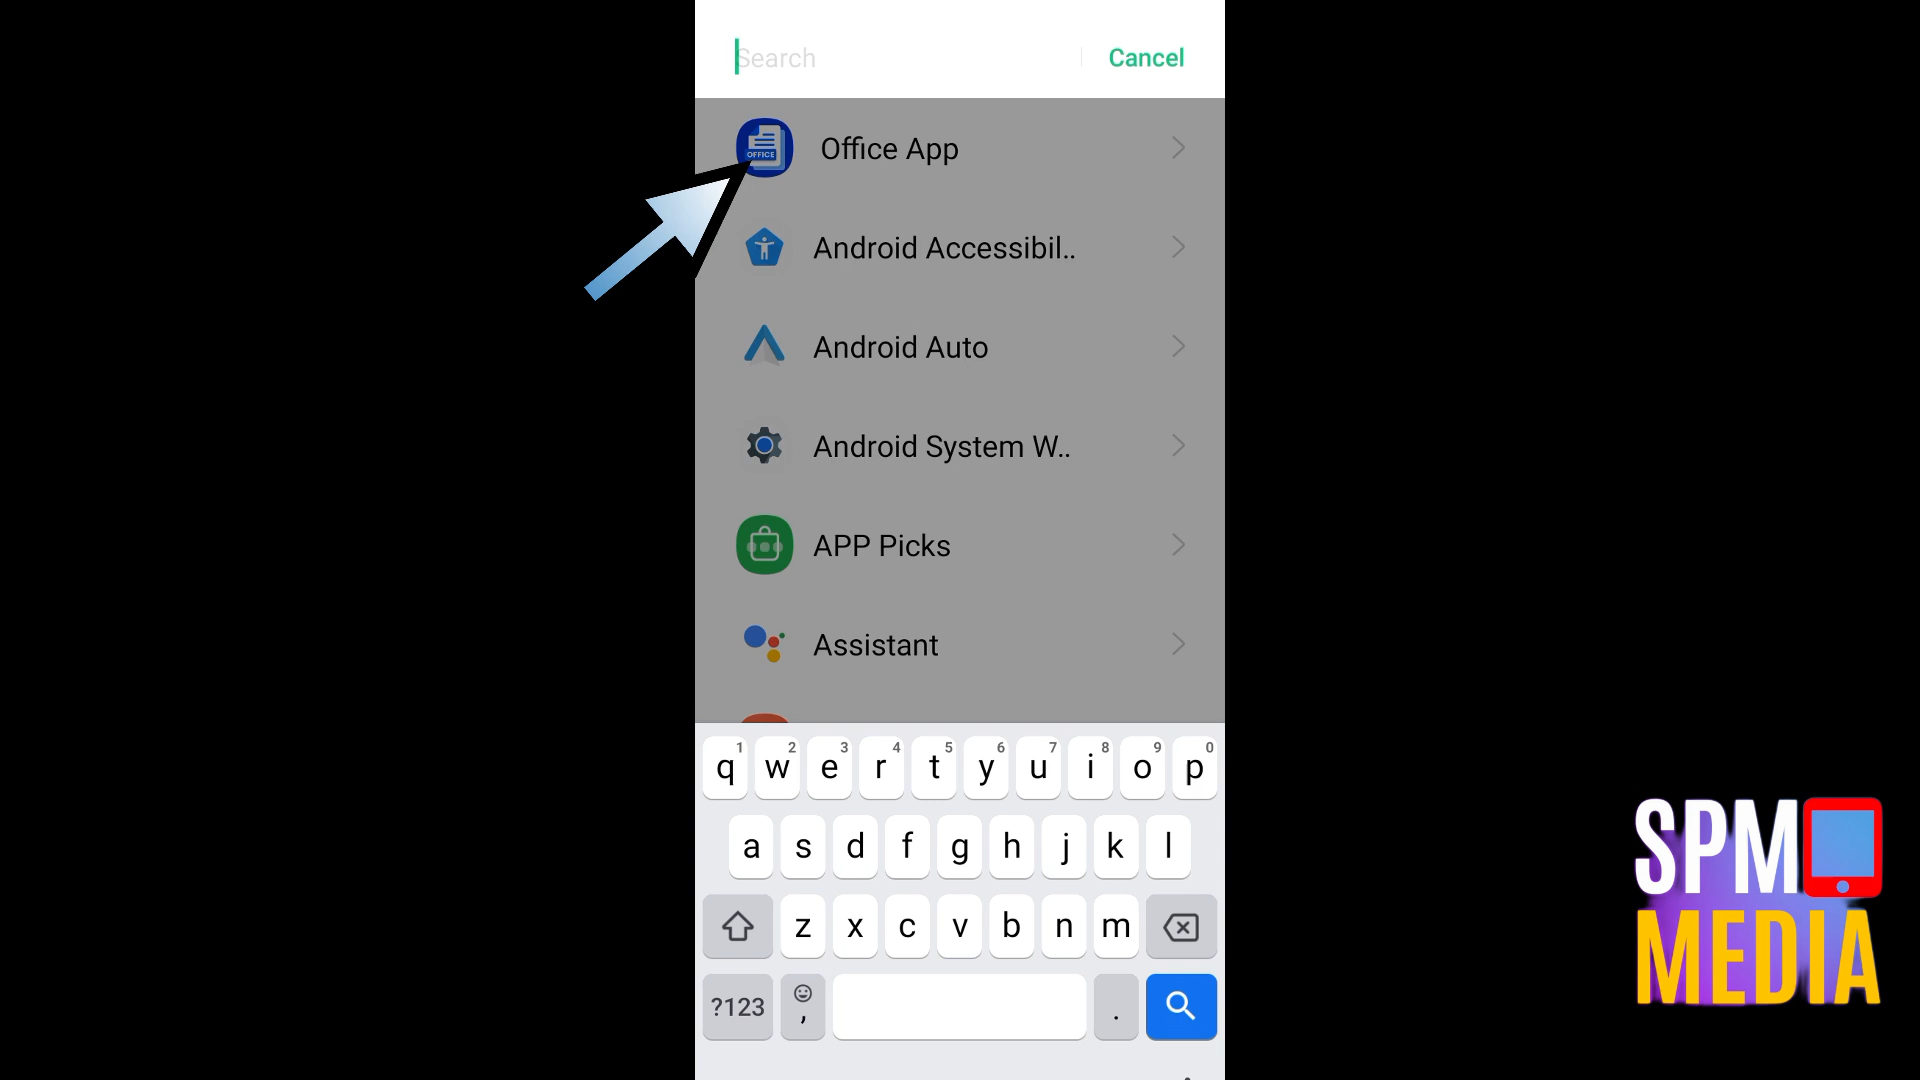 Search
Cancel
OFFICE
Office App
Android Accessibil..
Android Auto
Android System W..
APP Picks
Assistant
1 2 3 4 5 6 7 8 9 0
q w e r t y u i o p
a s d f g h j k l
z x c v b n m
?123 , .
SPM
MEDIA